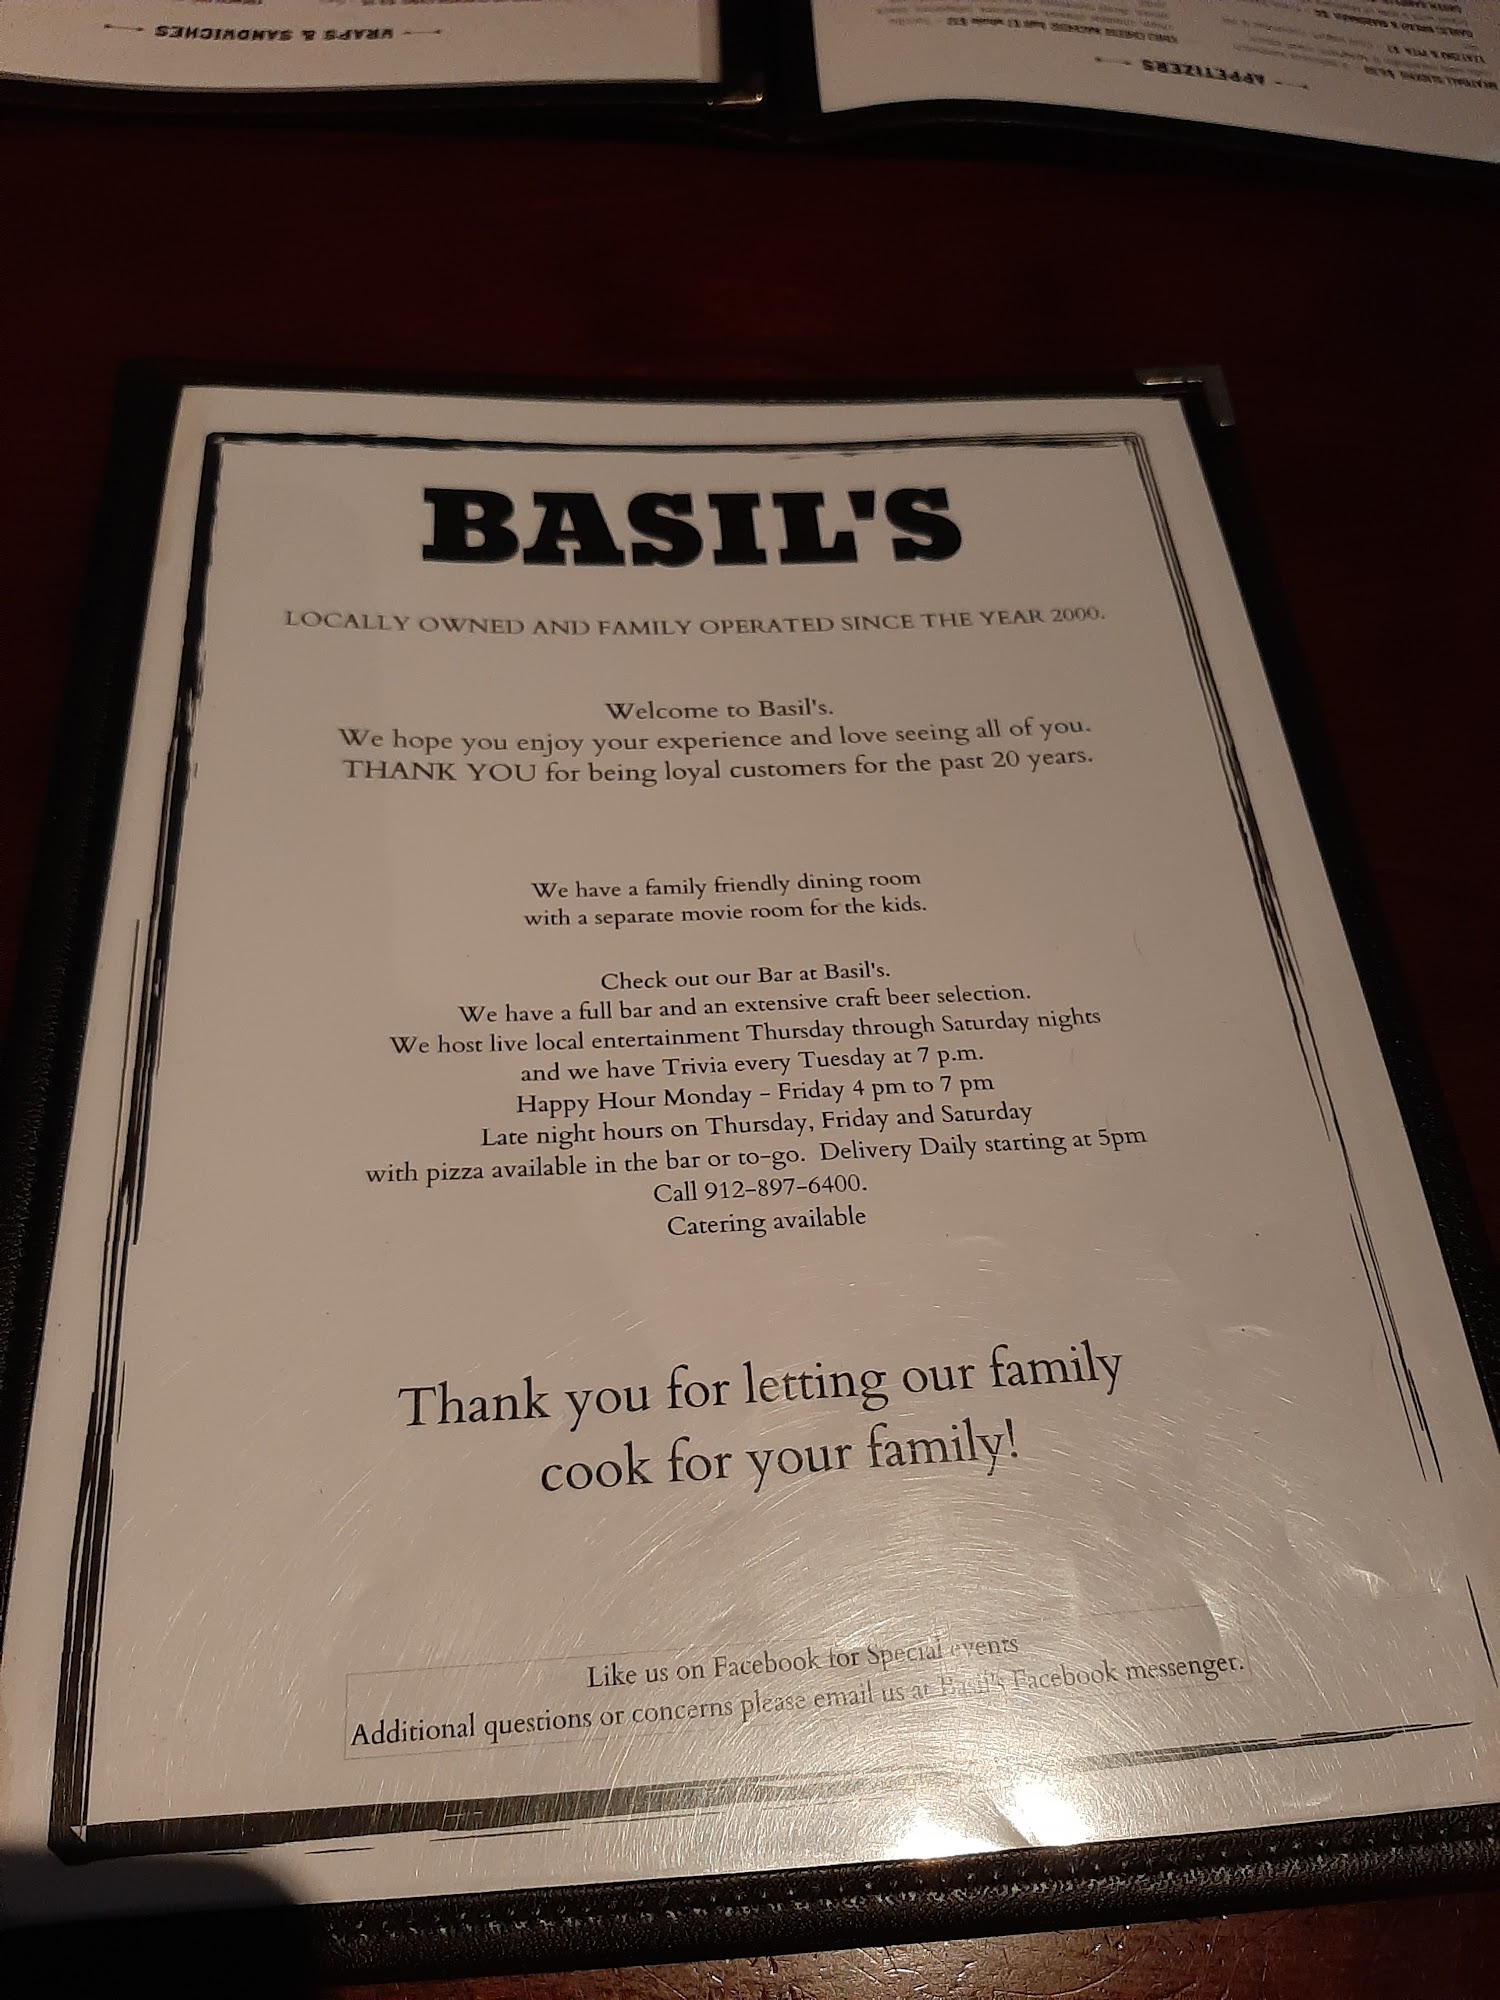 WRAPS & SANDWICHES
APPETIZERS
BASIL'S
LOCALLY OWNED AND FAMILY OPERATED SINCE THE YEAR 2000.
Welcome to Basil's.
We hope you enjoy your experience and love seeing all of you.
THANK YOU for being loyal customers for the past 20 years.
We have a family friendly dining room
with a separate movie room for the kids.
Check out our Bar at Basil's.
We have a full bar and an extensive craft beer selection.
We host live local entertainment Thursday through Saturday nights
and we have Trivia every Tuesday at 7 p.m.
Happy Hour Monday - Friday 4 pm to 7 pm
Late night hours on Thursday, Friday and Saturday
with pizza available in the bar or to-go. Delivery Daily starting at 5pm
Call 912-897-6400.
Catering available
Thank you for letting our family
cook for your family!
Like us on Facebook for Special events
Additional questions or concerns please email us at Basil's Facebook messenger.